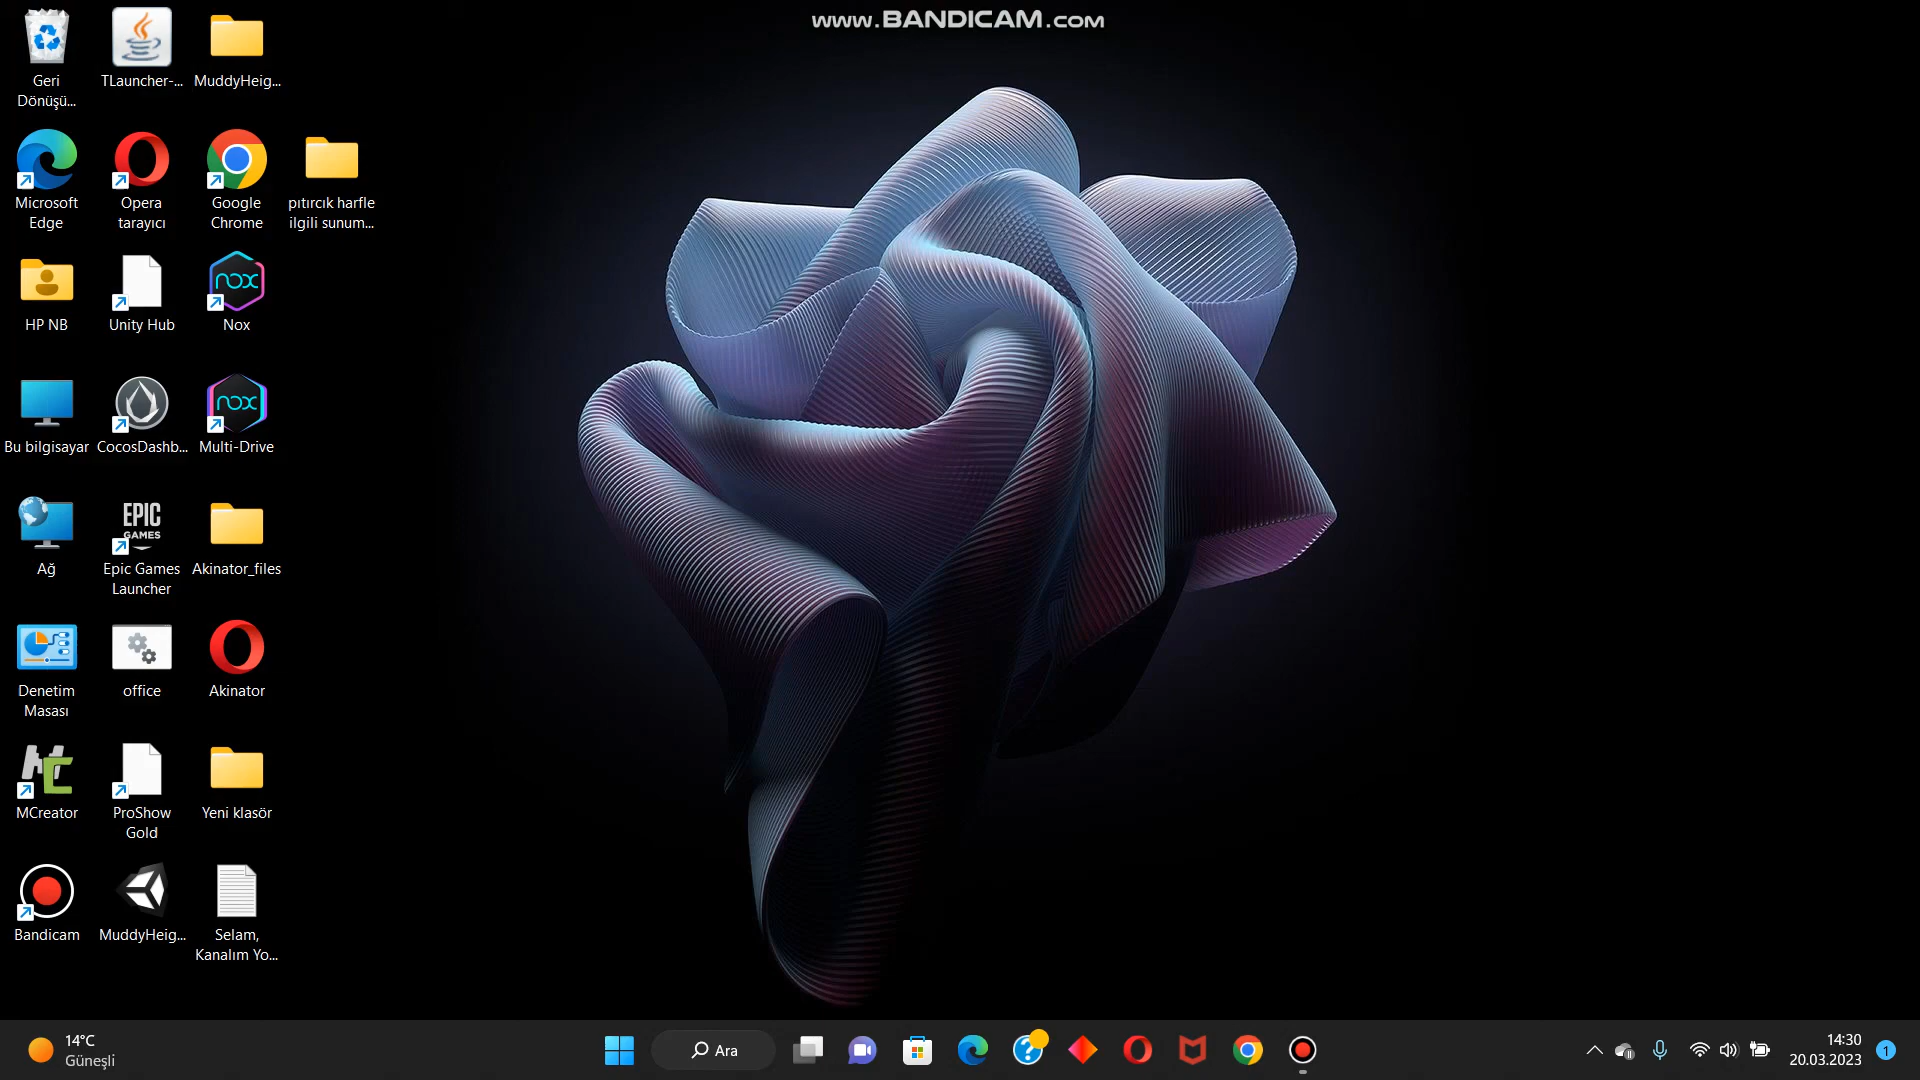 www.BANDICAM.com
Geri
Dönüşü...
TLauncher-...
MuddyHeig...
Microsoft
Edge
Opera
tarayıcı
Google
Chrome
pıtırcık harfle
ilgili sunum...
HP NB
Unity Hub
nox
Nox
Bu bilgisayar
CocosDashb...
nox
Multi-Drive
Ağ
EPIC
GAMES
Epic Games
Launcher
Akinator_files
Denetim
Masası
office
Akinator
MCreator
ProShow
Gold
Yeni klasör
Bandicam
MuddyHeig...
Selam,
Kanalım Yo...
14°C
Güneşli
Ara
14:30
20.03.2023
1